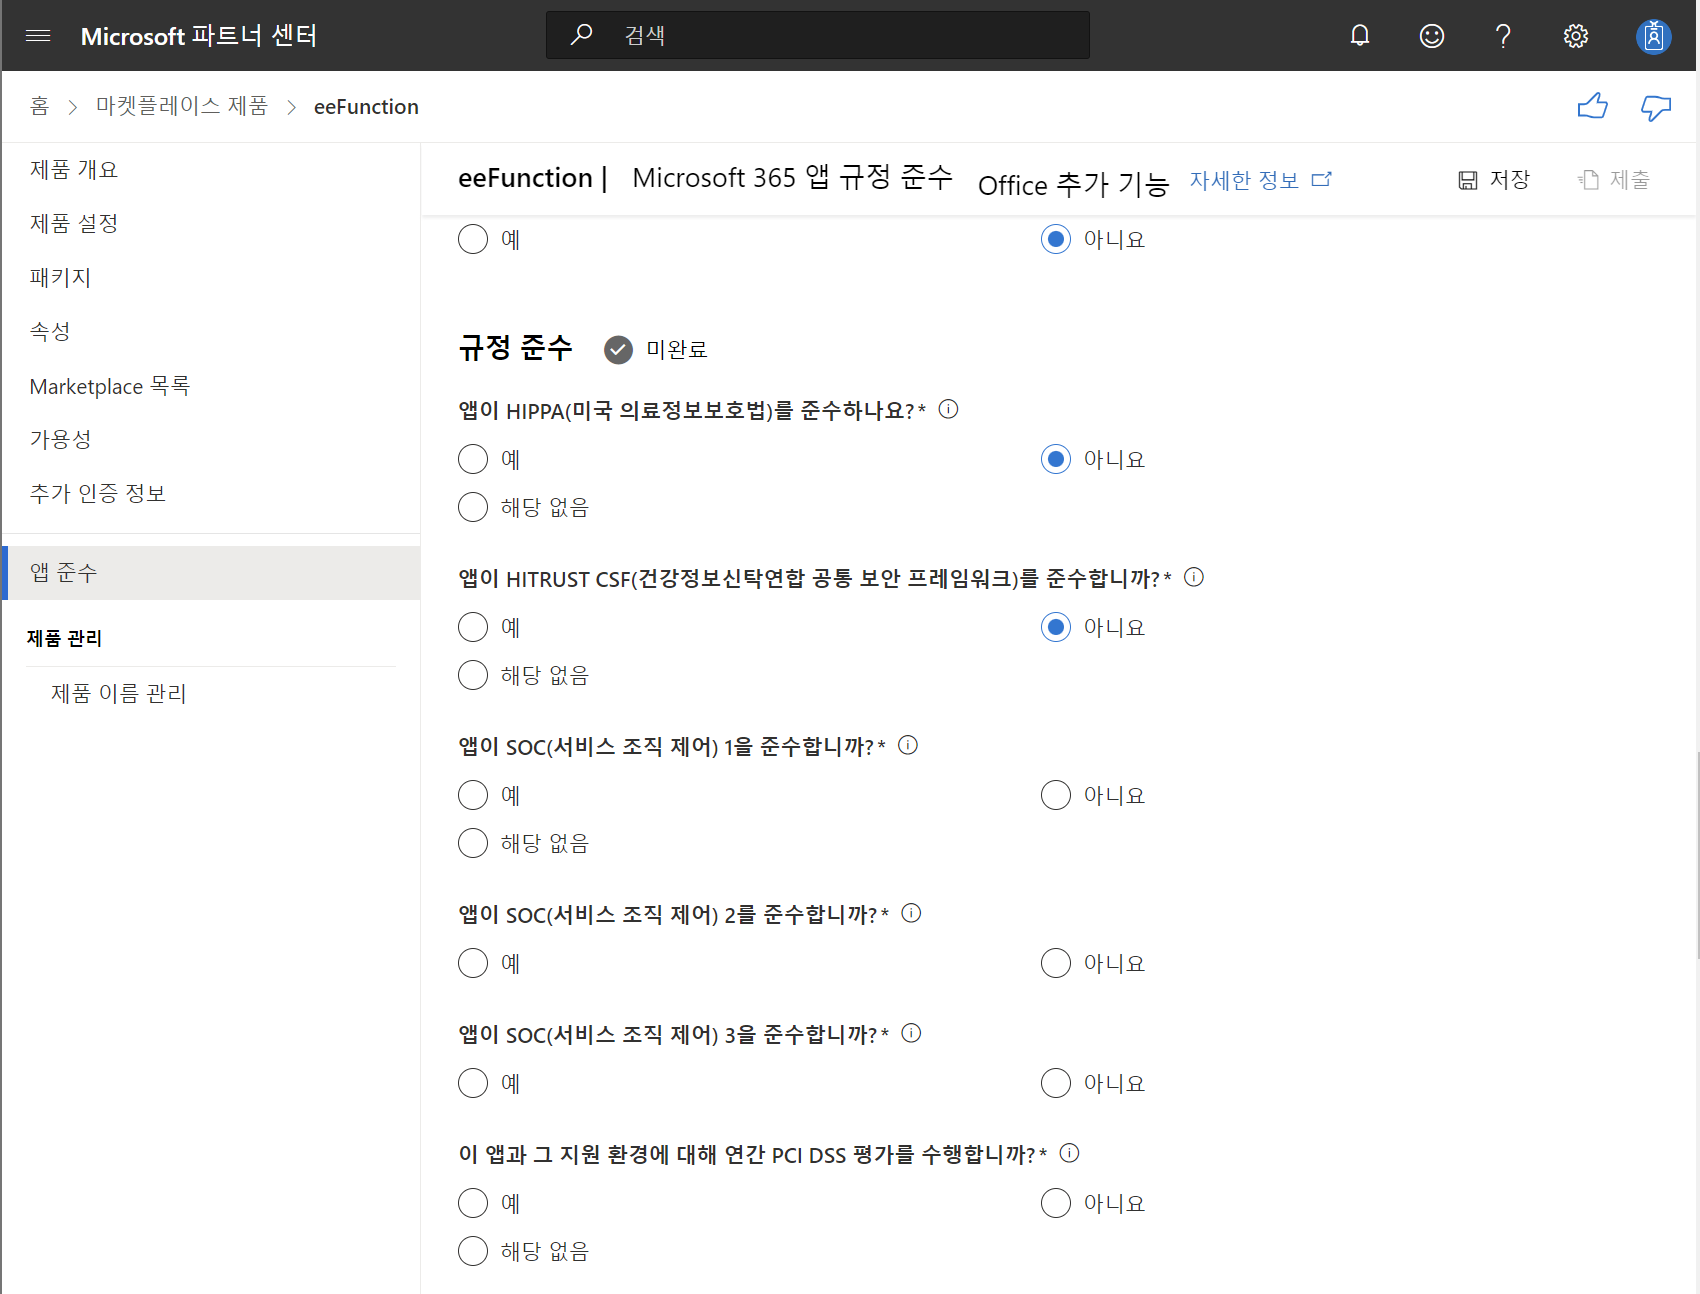 Microsoft 파트너 센터
검색
홈 > 마켓플레이스 제품 > eeFunction
제품 개요
제품 설정
패키지
속성
Marketplace 목록
가용성
추가 인증 정보
앱 준수
제품 관리
제품 이름 관리
eeFunction | Microsoft 365 앱 규정 준수 Office 추가 기능 자세한 정보 저장 제출
예 아니요
규정 준수 미완료
앱이 HIPPA(미국 의료정보보호법)를 준수하나요?*
예 아니요
해당 없음
앱이 HITRUST CSF(건강정보신탁연합 공통 보안 프레임워크)를 준수합니까?*
예 아니요
해당 없음
앱이 SOC(서비스 조직 제어) 1을 준수합니까?*
예 아니요
해당 없음
앱이 SOC(서비스 조직 제어) 2를 준수합니까?*
예 아니요
앱이 SOC(서비스 조직 제어) 3을 준수합니까?*
예 아니요
이 앱과 그 지원 환경에 대해 연간 PCI DSS 평가를 수행합니까?*
예 아니요
해당 없음